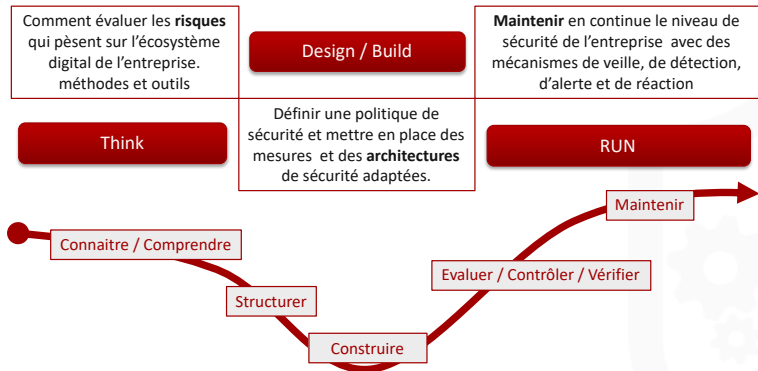 Comment évaluer les risques
qui pèsent sur l'écosystème
digital de l'entreprise.
méthodes et outils
Design / Build
Maintenir en continue le niveau de
sécurité de l'entreprise avec des
mécanismes de veille, de détection,
d'alerte et de réaction
Think
Définir une politique de
sécurité et mettre en place des
mesures et des architectures
de sécurité adaptées.
RUN
Maintenir
Connaitre / Comprendre
Evaluer / Contrôler / Vérifier
Structurer
Construire